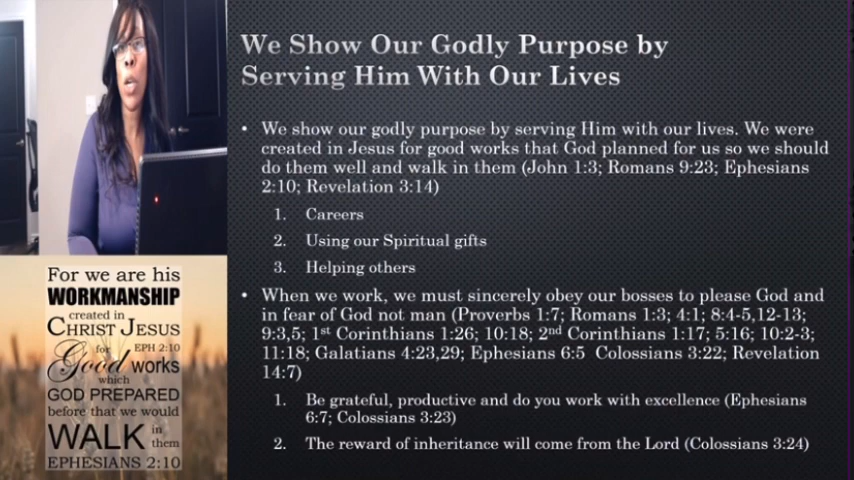 We Show Our Godly Purpose by
Serving Him With Our Lives
• We show our godly purpose by serving Him with our lives. We were
created in Jesus for good works that God planned for us so we should
do them well and walk in them (John 1:3; Romans 9:23; Ephesians
2:10; Revelation 3:14)
1. Careers
2. Using our Spiritual gifts
3. Helping others
• When we work, we must sincerely obey our bosses to please God and
in fear of God not man (Proverbs 1:7; Romans 1:3; 4:1; 8:4-5,12-13;
9:3,5; 1st Corinthians 1:26; 10:18; 2nd Corinthians 1:17; 5:16; 10:2-3;
11:18; Galatians 4:23,29; Ephesians 6:5 Colossians 3:22; Revelation
14:7)
1. Be grateful, productive and do you work with excellence (Ephesians
6:7; Colossians 3:23)
2. The reward of inheritance will come from the Lord (Colossians 3:24)
For we are his
WORKMANSHIP
created in
CHRIST JESUS
for EPH 2:10
Good works
which
GOD PREPARED
before that we would
WALK in them
EPHESIANS 2:10